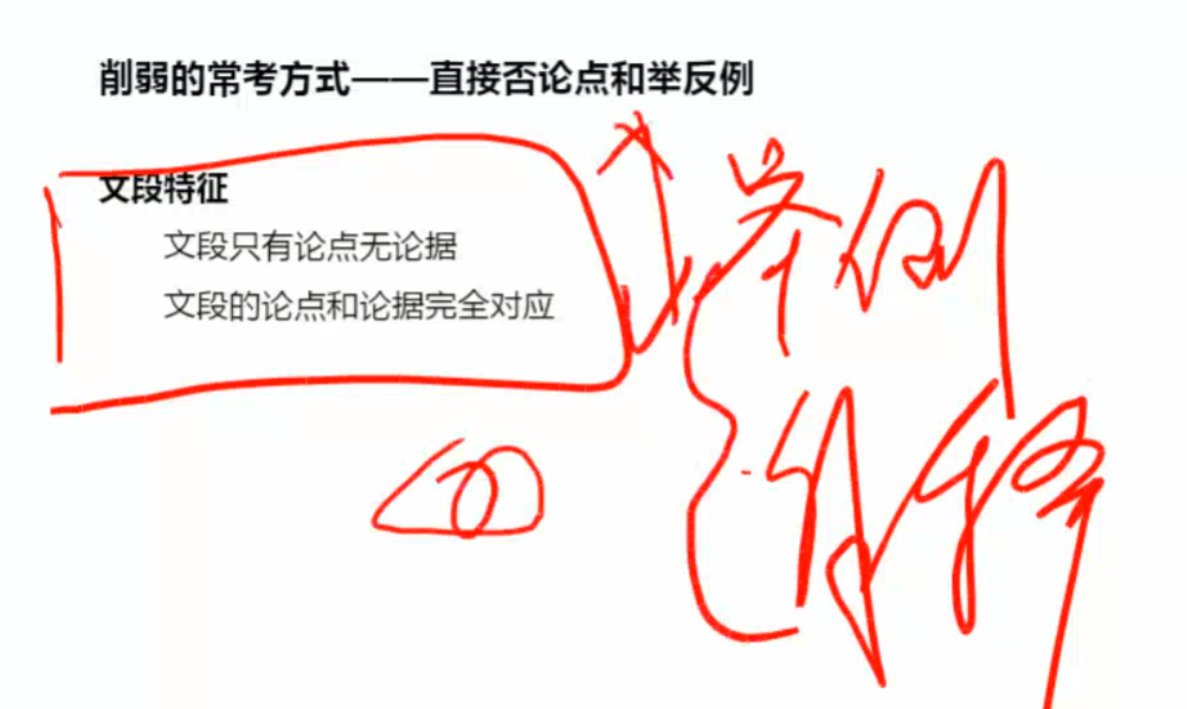 削弱的常考方式——直接否论点和举反例
文段特征
文段只有论点无论据
文段的论点和论据完全对应
举例